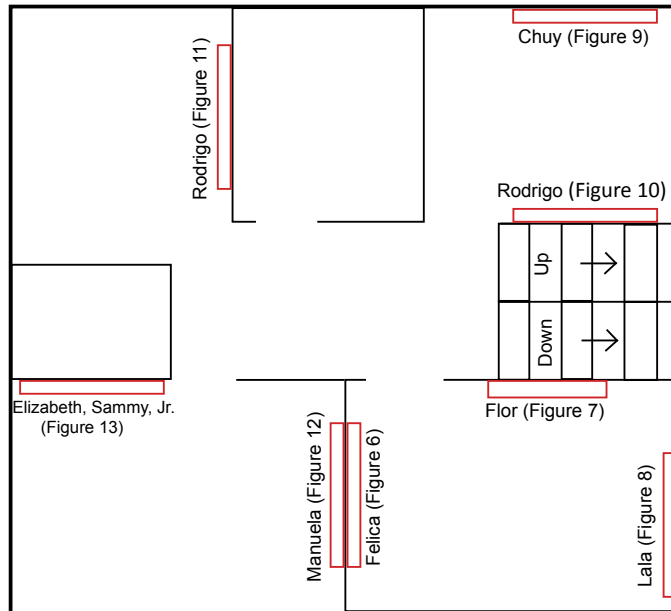 Chuy (Figure 9)
Rodrigo (Figure 11)
Rodrigo (Figure 10)
Up
Down
Elizabeth, Sammy, Jr.
(Figure 13)
Flor (Figure 7)
Manuela (Figure 12)
Felica (Figure 6)
Lala (Figure 8)